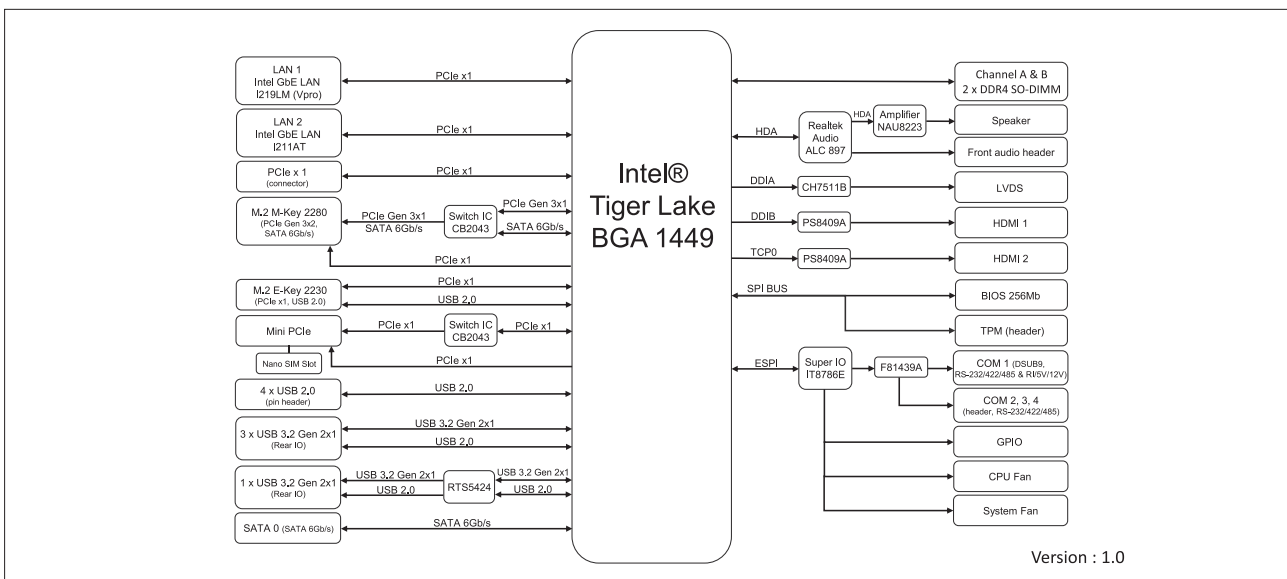 LAN 1
Intel GbE LAN
I219LM (Vpro)
PCIe x1
LAN 2
Intel GbE LAN
I211AT
PCIe x1
PCIe x 1
(connector)
PCIe x1
M.2 M-Key 2280
(PCIe Gen 3x2,
SATA 6Gb/s)
PCIe Gen 3x1
SATA 6Gb/s
Switch IC
CB2043
PCIe Gen 3x1
SATA 6Gb/s
PCIe x1
M.2 E-Key 2230
(PCIe x1, USB 2.0)
PCIe x1
USB 2.0
Mini PCIe
PCIe x1
Switch IC
CB2043
PCIe x1
PCIe x1
Nano SIM Slot
4 x USB 2.0
(pin header)
USB 2.0
3 x USB 3.2 Gen 2x1
(Rear IO)
USB 3.2 Gen 2x1
USB 2.0
1 x USB 3.2 Gen 2x1
(Rear IO)
USB 3.2 Gen 2x1
USB 2.0
RTS5424
USB 3.2 Gen 2x1
USB 2.0
SATA 0 (SATA 6Gb/s)
SATA 6Gb/s
Intel®
Tiger Lake
BGA 1449
Channel A & B
2 x DDR4 SO-DIMM
HDA
Realtek
Audio
ALC 897
HDA
Amplifier
NAU8223
Speaker
Front audio header
DDIA
CH7511B
LVDS
DDIB
PS8409A
HDMI 1
TCP0
PS8409A
HDMI 2
SPI BUS
BIOS 256Mb
TPM (header)
ESPI
Super IO
IT8786E
F81439A
COM 1 (DSUB9,
RS-232/422/485 & RI/5V/12V)
COM 2, 3, 4
(header, RS-232/422/485)
GPIO
CPU Fan
System Fan
Version : 1.0